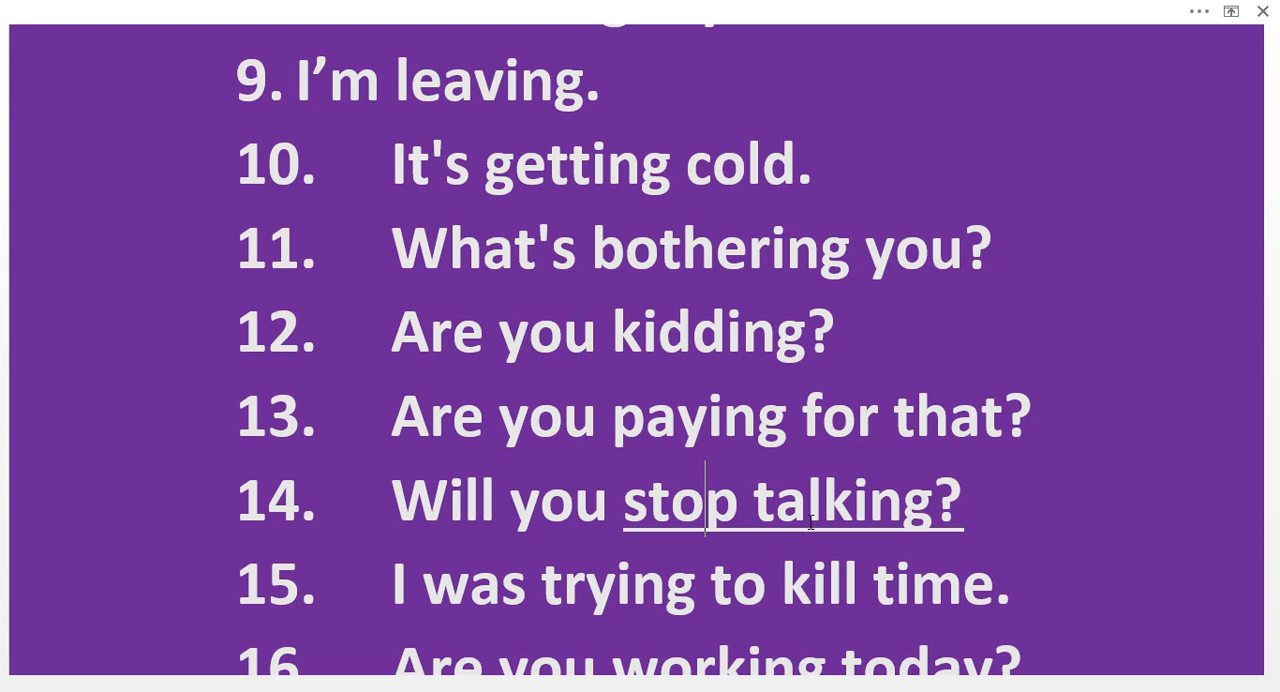 9. I’m leaving.
10. It's getting cold.
11. What's bothering you?
12. Are you kidding?
13. Are you paying for that?
14. Will you stop talking?
15. I was trying to kill time.
16. Are you working today?